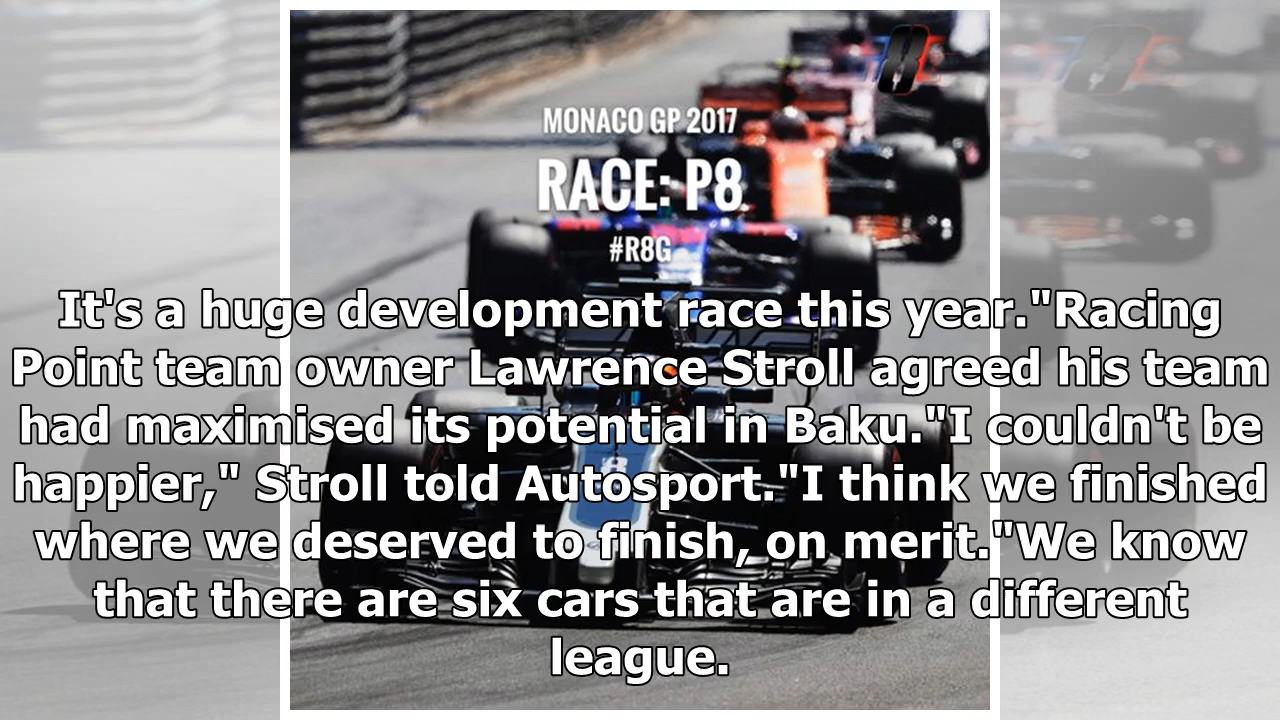 8
MONACO GP 2017
RACE: P8
#R8G
It's a huge development race this year."Racing
Point team owner Lawrence Stroll agreed his team
had maximised its potential in Baku."I couldn't be
happier," Stroll told Autosport."I think we finished
where we deserved to finish, on merit."We know
that there are six cars that are in a different
league.